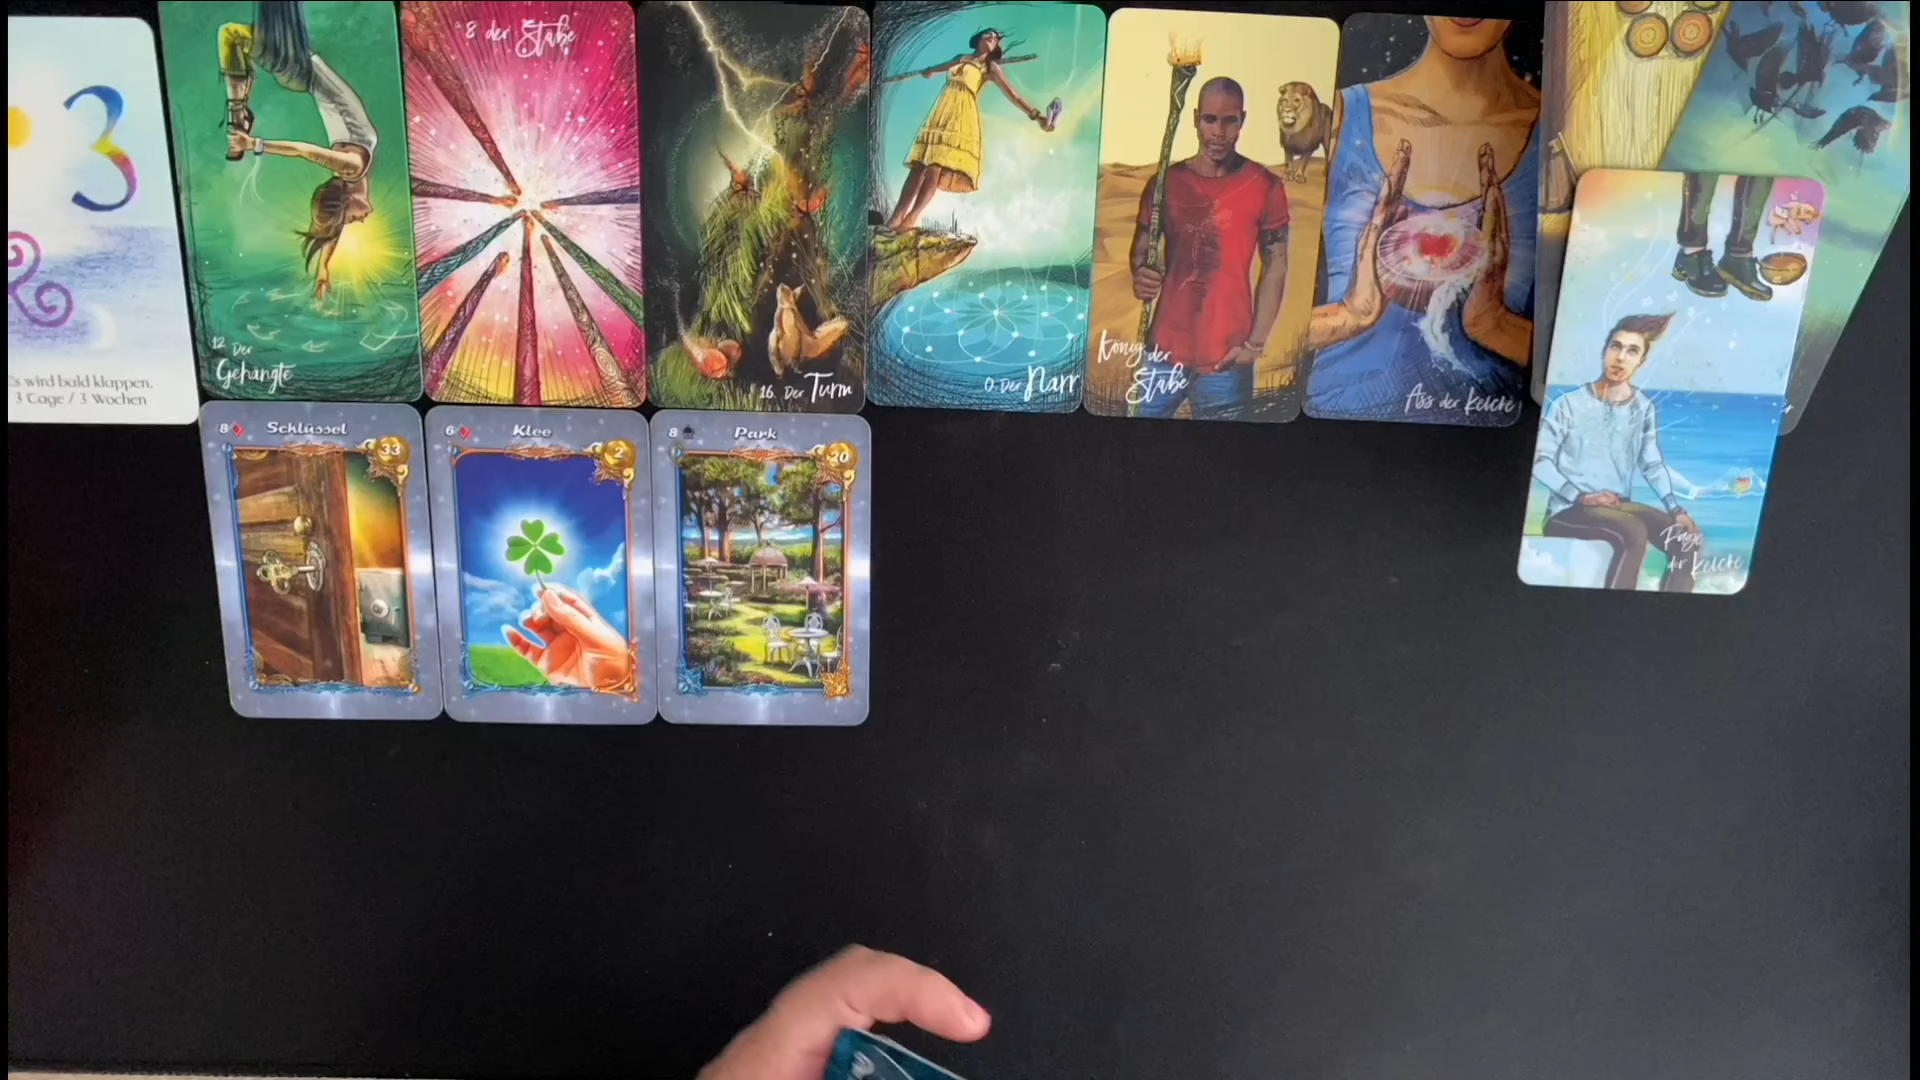 3
Es wird bald klappen.
3 Tage / 3 Wochen
12. Der
Gehängte
8 der Stäbe
16. Der Turm
0. Der Narr
König der
Stäbe
Ass der Kelche
Page
der Kelche
8 Schlüssel 33
6 Klee 2
8 Park 20